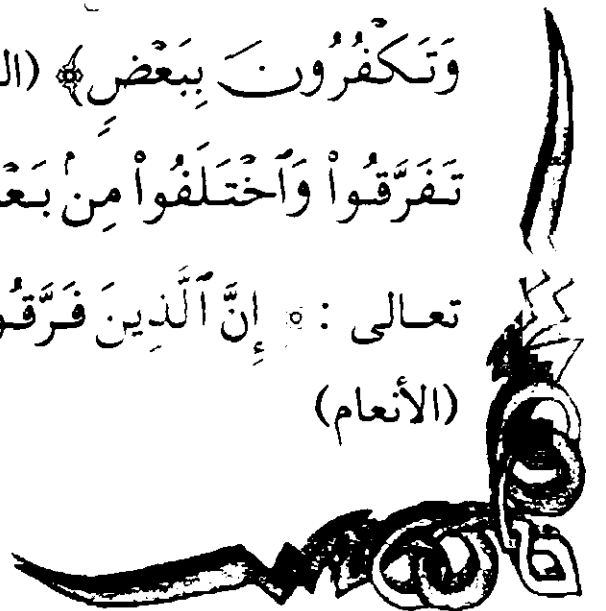 وَتَكْفُرُونَ بِبَعْضٍ﴾ (ال
تَفَرَّقُوا۟ وَٱخْتَلَفُوا۟ مِنۢ بَعْ
تعالى : إِنَّ ٱلَّذِينَ فَرَّقُو
(الأنعام)